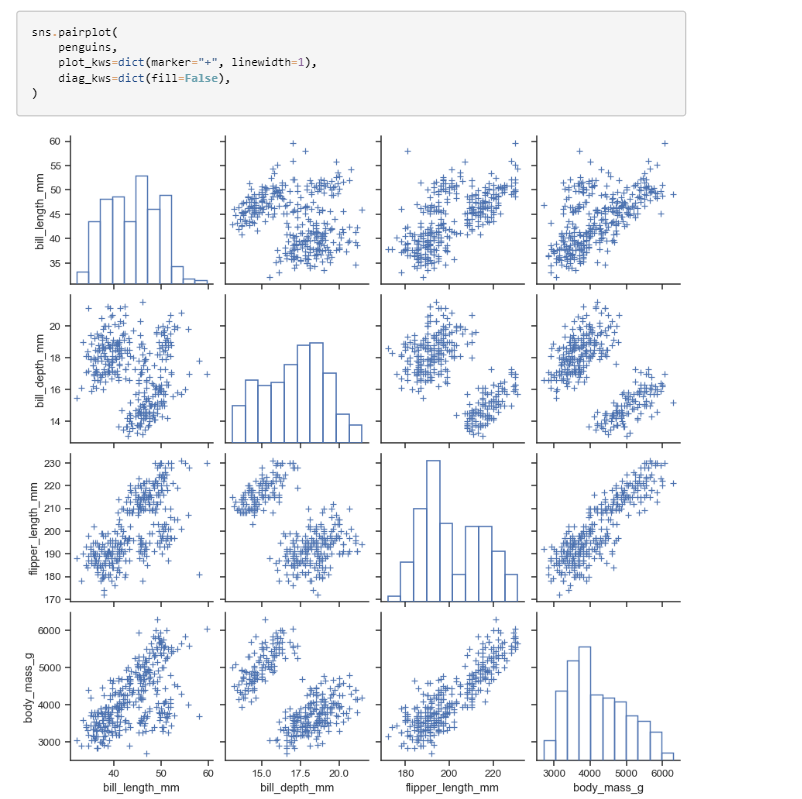 sns.pairplot(
    penguins,
    plot_kws=dict(marker="+", linewidth=1),
    diag_kws=dict(fill=False),
)
60
55
50
45
40
35
bill_length_mm
20
18
16
14
bill_depth_mm
230
220
210
200
190
180
170
flipper_length_mm
6000
5000
4000
3000
body_mass_g
40 50 60 15.0 17.5 20.0 180 200 220 3000 4000 5000 6000
bill_length_mm bill_depth_mm flipper_length_mm body_mass_g